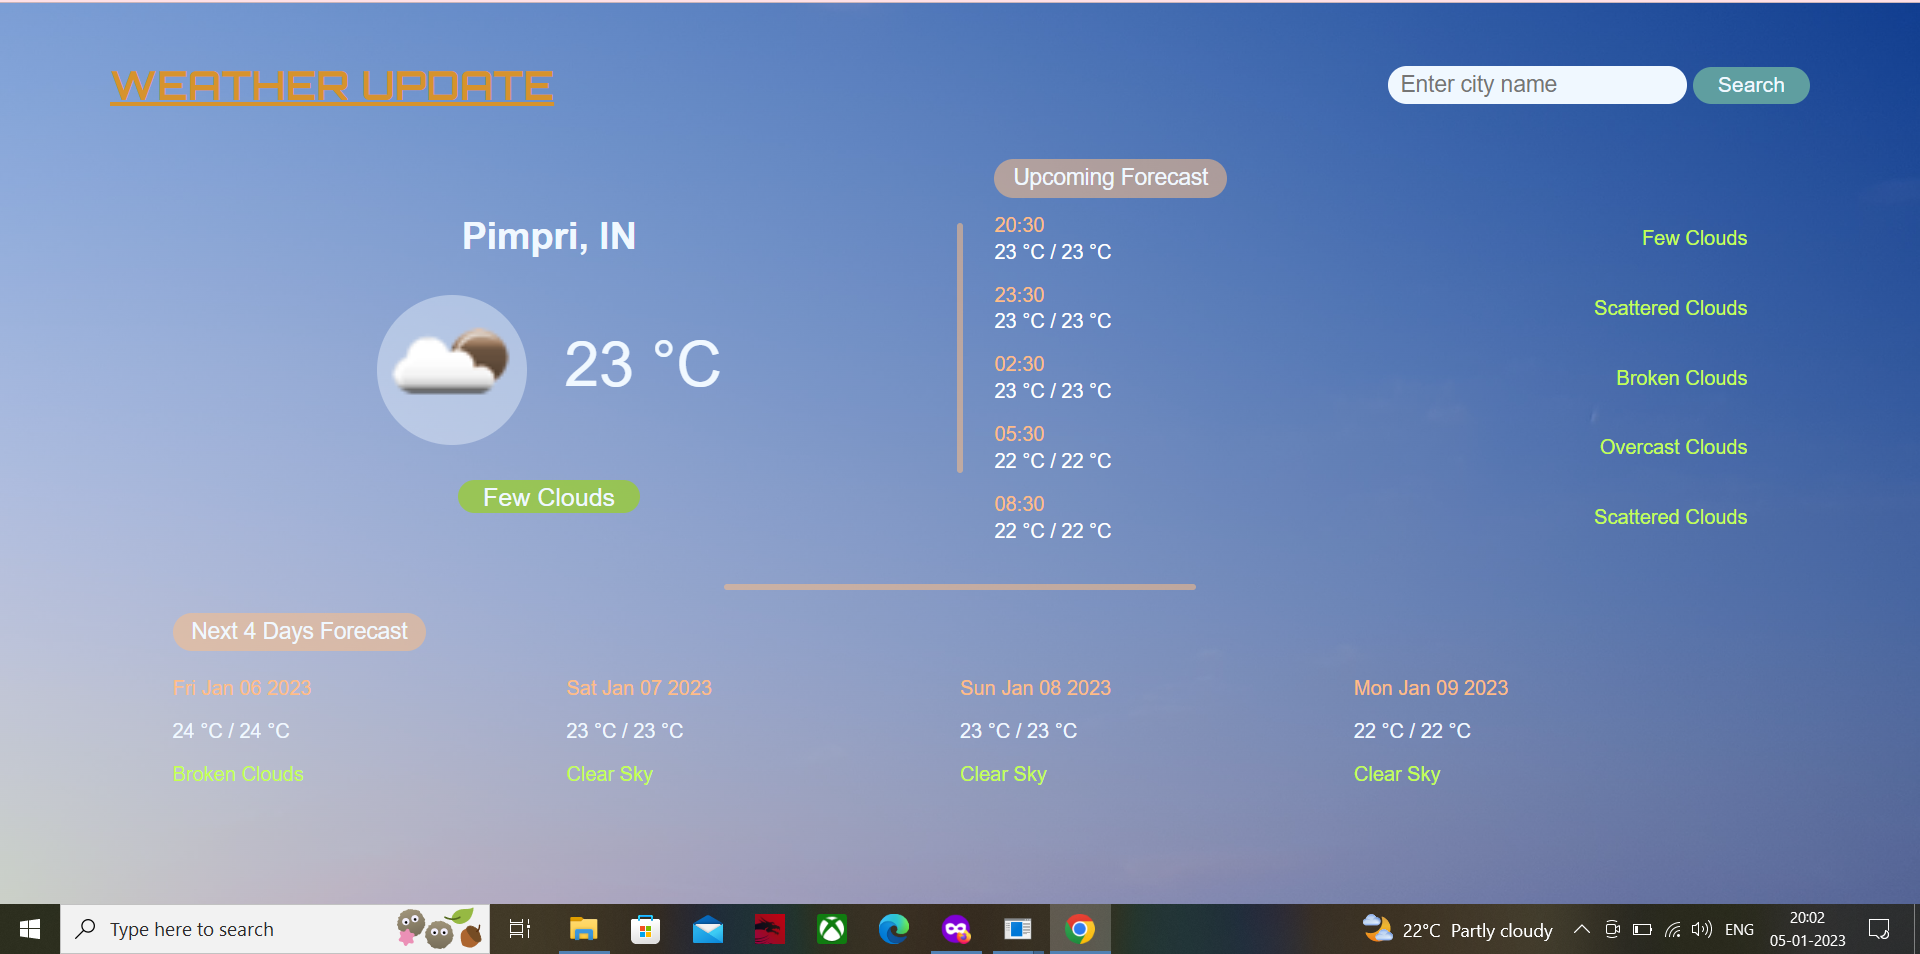 WEATHER UPDATE
Enter city name
Search
Pimpri, IN
23 °C
Few Clouds
Upcoming Forecast
20:30
23 °C / 23 °C
Few Clouds
23:30
23 °C / 23 °C
Scattered Clouds
02:30
23 °C / 23 °C
Broken Clouds
05:30
22 °C / 22 °C
Overcast Clouds
08:30
22 °C / 22 °C
Scattered Clouds
Next 4 Days Forecast
Fri Jan 06 2023
24 °C / 24 °C
Broken Clouds
Sat Jan 07 2023
23 °C / 23 °C
Clear Sky
Sun Jan 08 2023
23 °C / 23 °C
Clear Sky
Mon Jan 09 2023
22 °C / 22 °C
Clear Sky
Type here to search
22°C Partly cloudy
ENG
20:02
05-01-2023